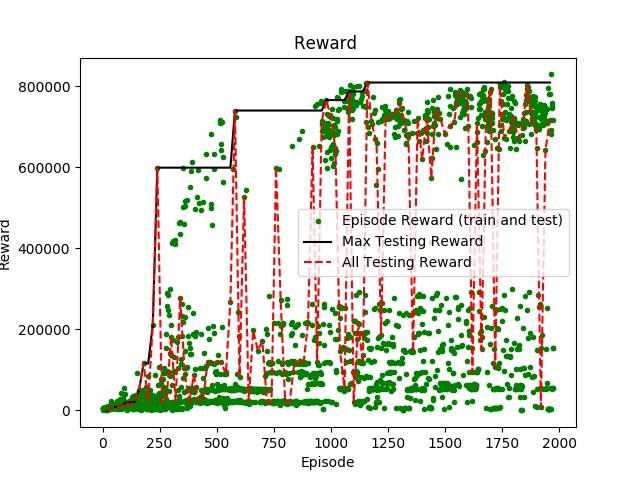 Reward
800000
600000
400000
200000
0
Reward
Episode Reward (train and test)
Max Testing Reward
All Testing Reward
0 250 500 750 1000 1250 1500 1750 2000
Episode